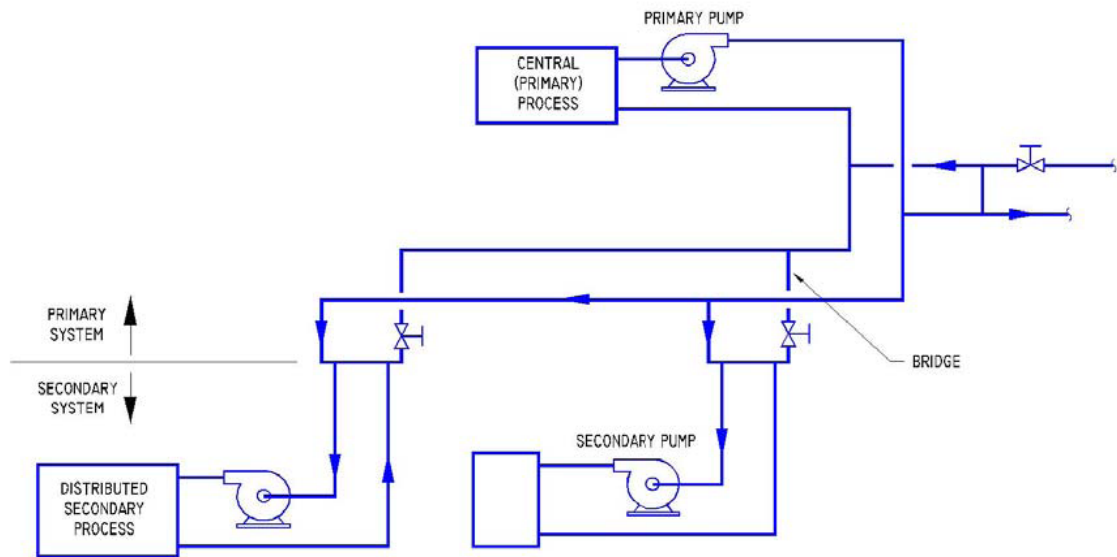 PRIMARY PUMP
CENTRAL
(PRIMARY)
PROCESS
PRIMARY
SYSTEM
BRIDGE
SECONDARY
SYSTEM
SECONDARY PUMP
DISTRIBUTED
SECONDARY
PROCESS